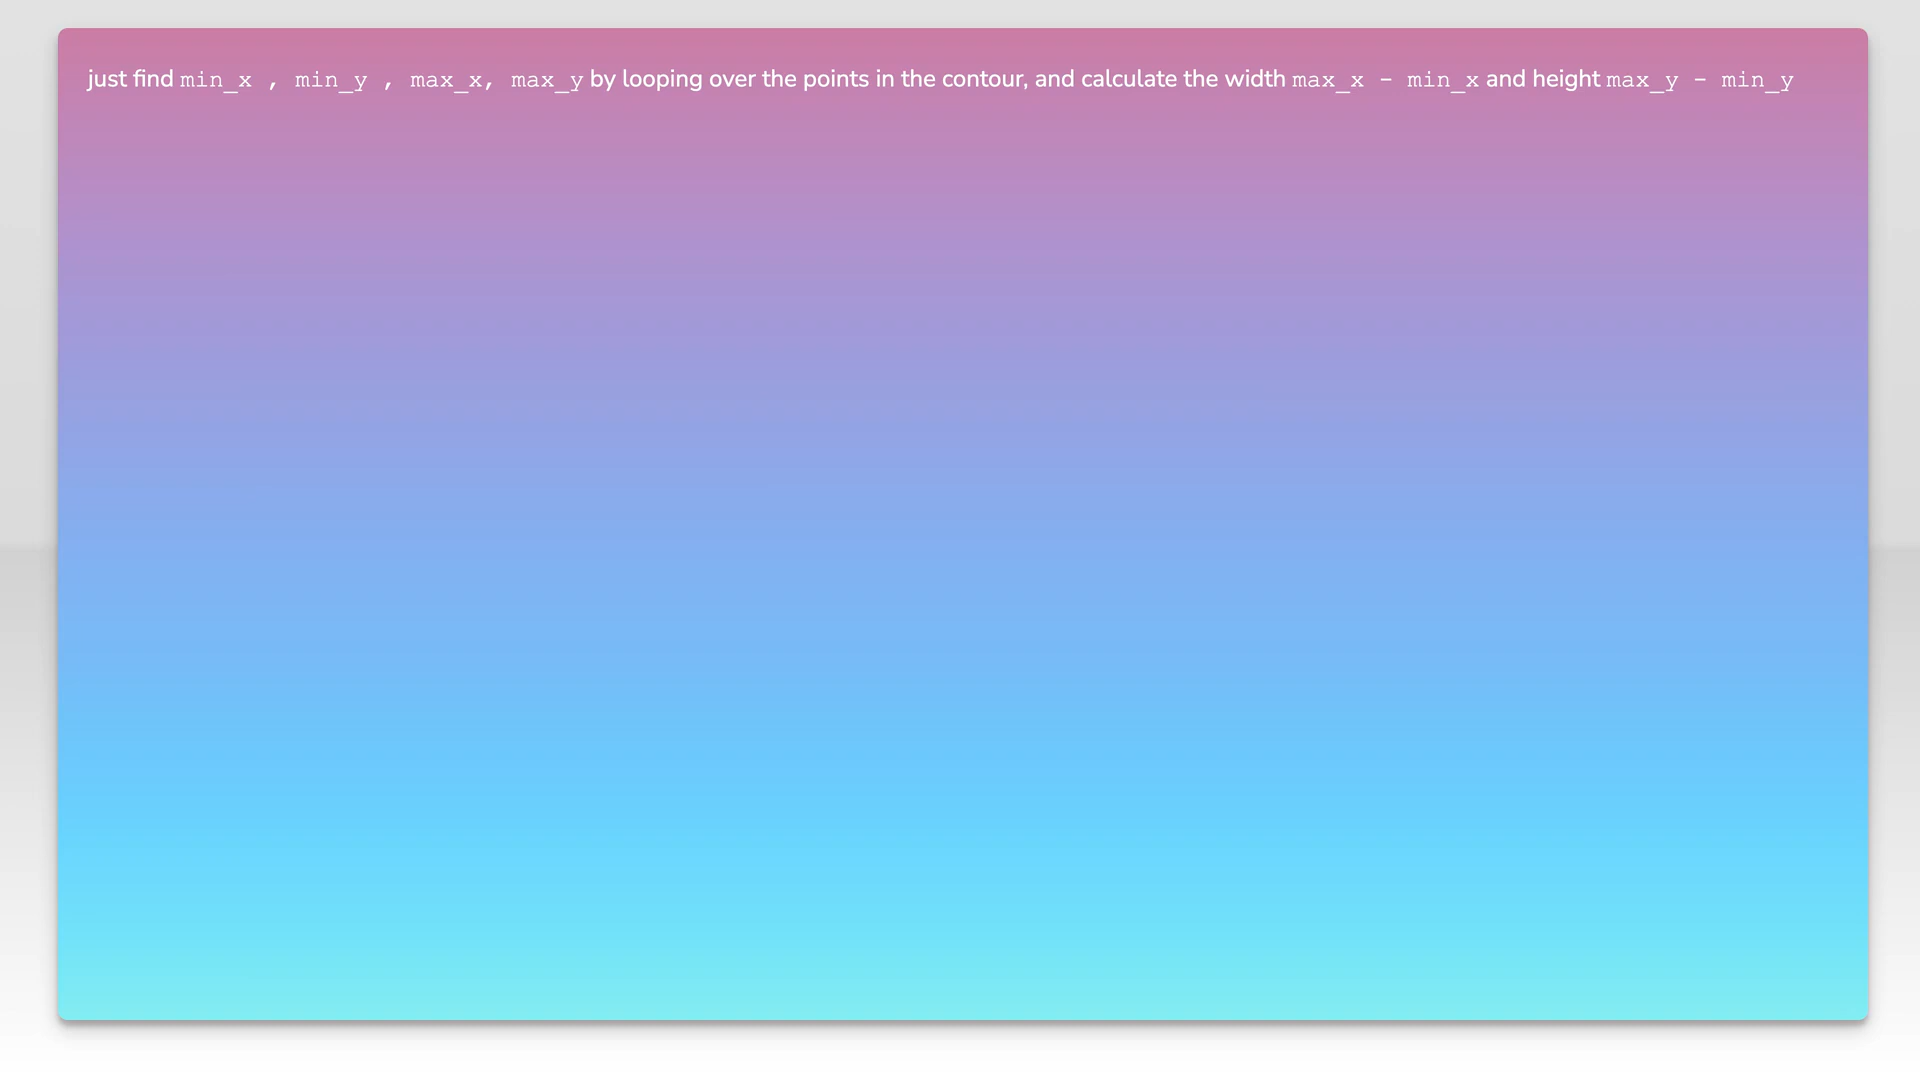 just find min_x , min_y , max_x, max_y by looping over the points in the contour, and calculate the width max_x - min_x and height max_y - min_y